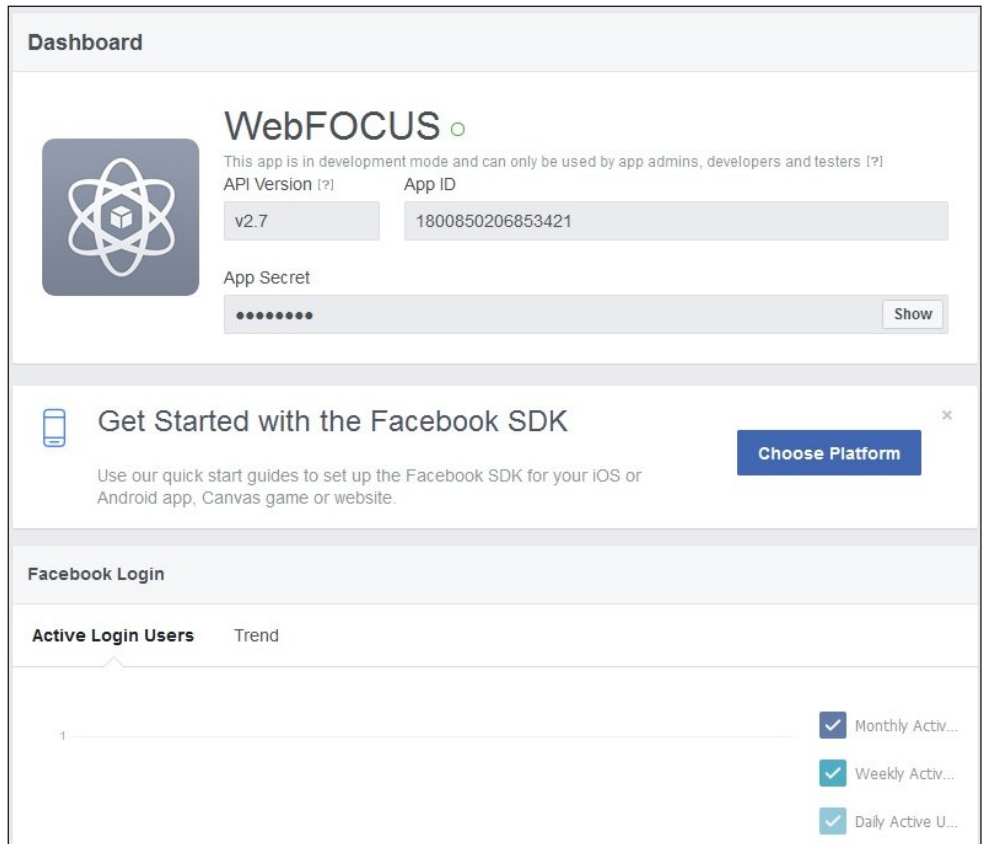 Dashboard
WebFOCUS
This app is in development mode and can only be used by app admins, developers and testers [?]
API Version [?] App ID
v2.7 1800850206853421
App Secret
●●●●●●●● Show
Get Started with the Facebook SDK
Choose Platform
Use our quick start guides to set up the Facebook SDK for your iOS or
Android app, Canvas game or website.
Facebook Login
Active Login Users Trend
1
Monthly Activ...
Weekly Activ...
Daily Active U...